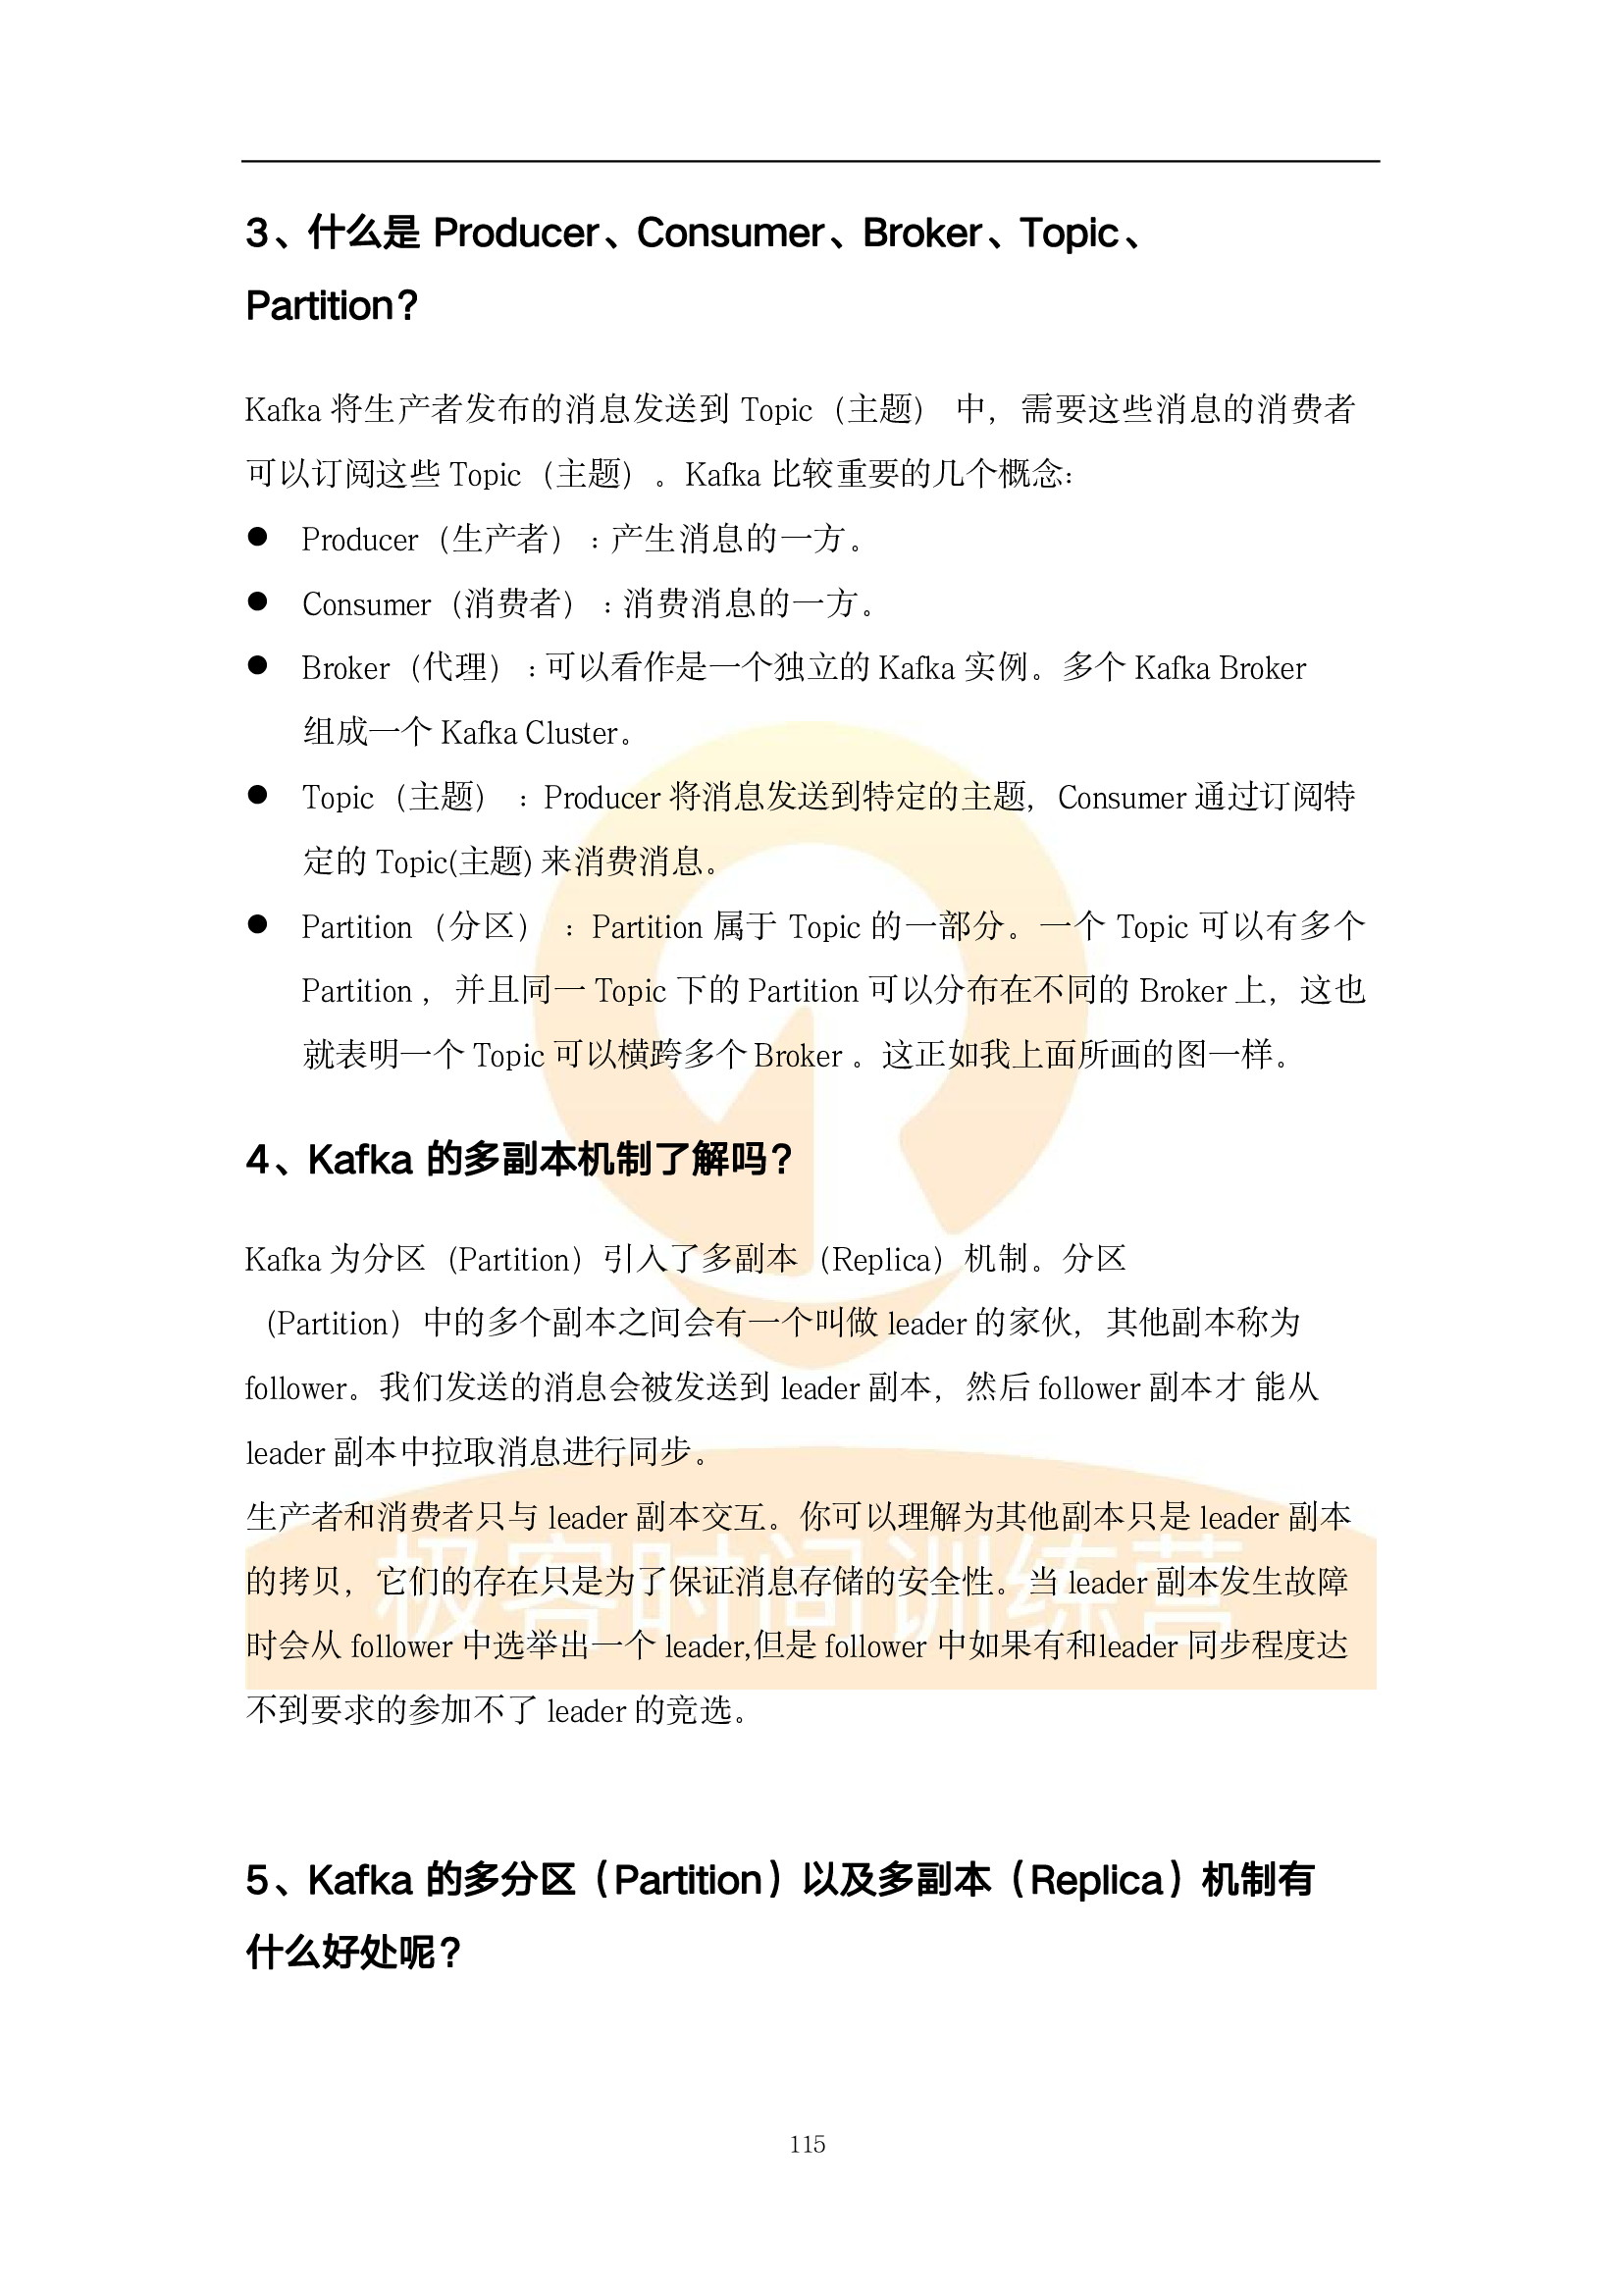 3、什么是 Producer、Consumer、Broker、Topic、
Partition？
Kafka 将生产者发布的消息发送到 Topic（主题） 中，需要这些消息的消费者
可以订阅这些 Topic（主题）。Kafka 比较重要的几个概念：
● Producer（生产者）：产生消息的一方。
● Consumer（消费者）：消费消息的一方。
● Broker（代理）：可以看作是一个独立的 Kafka 实例。多个 Kafka Broker
组成一个 Kafka Cluster。
● Topic（主题）：Producer 将消息发送到特定的主题，Consumer 通过订阅特
定的 Topic(主题) 来消费消息。
● Partition（分区）：Partition 属于 Topic 的一部分。一个 Topic 可以有多个
Partition ，并且同一 Topic 下的 Partition 可以分布在不同的 Broker 上，这也
就表明一个 Topic 可以横跨多个 Broker 。这正如我上面所画的图一样。
4、Kafka 的多副本机制了解吗？
Kafka 为分区（Partition）引入了多副本（Replica）机制。分区
（Partition）中的多个副本之间会有一个叫做 leader 的家伙，其他副本称为
follower。我们发送的消息会被发送到 leader 副本，然后 follower 副本才 能从
leader 副本中拉取消息进行同步。
生产者和消费者只与 leader 副本交互。你可以理解为其他副本只是 leader 副本
的拷贝，它们的存在只是为了保证消息存储的安全性。当 leader 副本发生故障
时会从 follower 中选举出一个 leader,但是 follower 中如果有和leader 同步程度达
不到要求的参加不了 leader 的竞选。
极客时间训练营
5、Kafka 的多分区（Partition）以及多副本（Replica）机制有
什么好处呢？
115